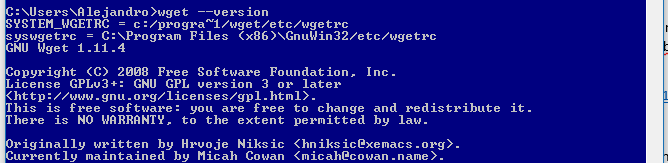 C:\Users\Alejandro>wget --version
SYSTEM_WGETRC = c:/progra~1/wget/etc/wgetrc
syswgetrc = C:\Program Files (x86)\GnuWin32/etc/wgetrc
GNU Wget 1.11.4

Copyright (C) 2008 Free Software Foundation, Inc.
License GPLv3+: GNU GPL version 3 or later
<http://www.gnu.org/licenses/gpl.html>.
This is free software: you are free to change and redistribute it.
There is NO WARRANTY, to the extent permitted by law.

Originally written by Hrvoje Niksic <hniksic@xemacs.org>.
Currently maintained by Micah Cowan <micah@cowan.name>.